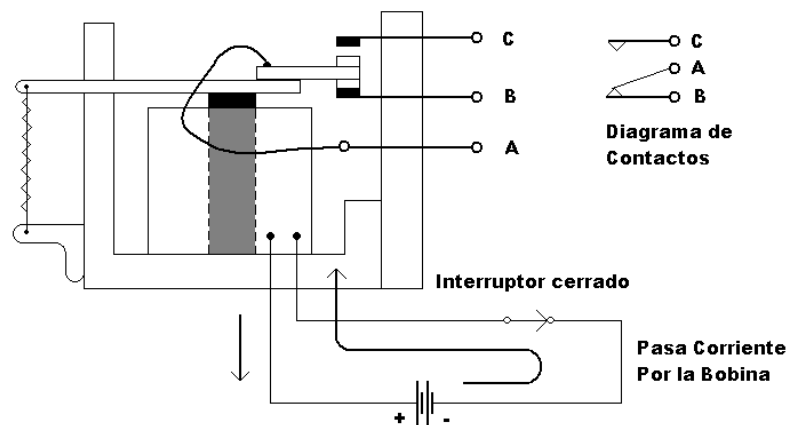 C
B
A
C
A
B
Diagrama de
Contactos
Interruptor cerrado
Pasa Corriente
Por la Bobina
+ -